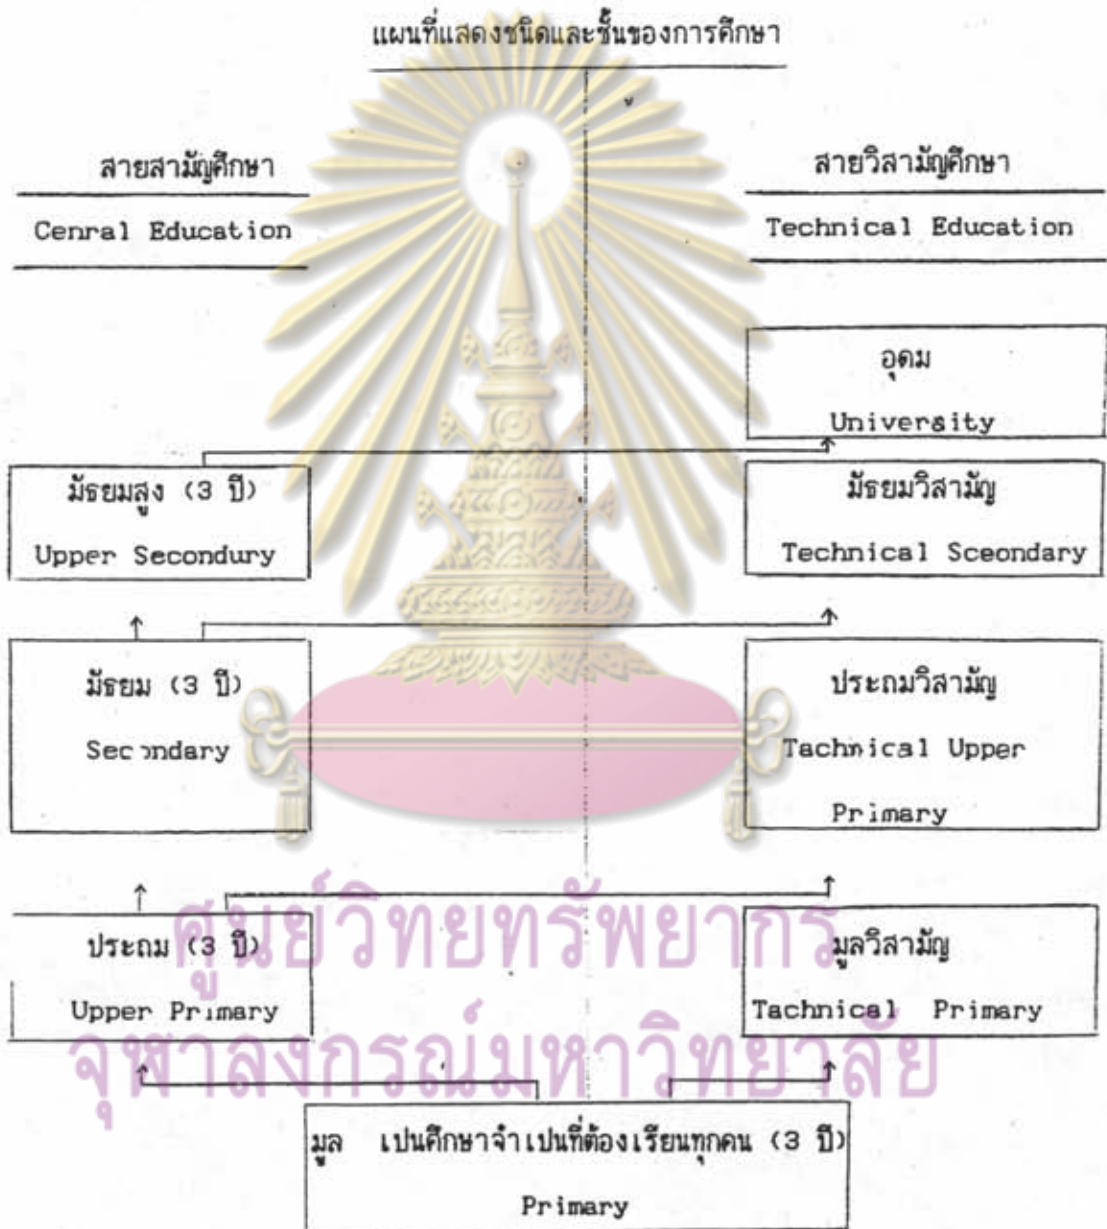 แผนที่แสดงชนิดและชั้นของการศึกษา
สายสามัญศึกษา
สายวิสามัญศึกษา
Cenral Education
Technical Education
อุดม
University
มัธยมสูง (3 ปี)
มัธยมวิสามัญ
Upper Secondury
Technical Sceondary
มัธยม (3 ปี)
ประถมวิสามัญ
Secondary
Tachnical Upper
Primary
ประถม (3 ปี)
มูลวิสามัญ
Upper Primary
Tachnical Primary
ศูนย์วิทยทรัพยากร
จุฬาลงกรณ์มหาวิทยาลัย
มูล เปนศึกษาจำเปนที่ต้องเรียนทุกคน (3 ปี)
Primary